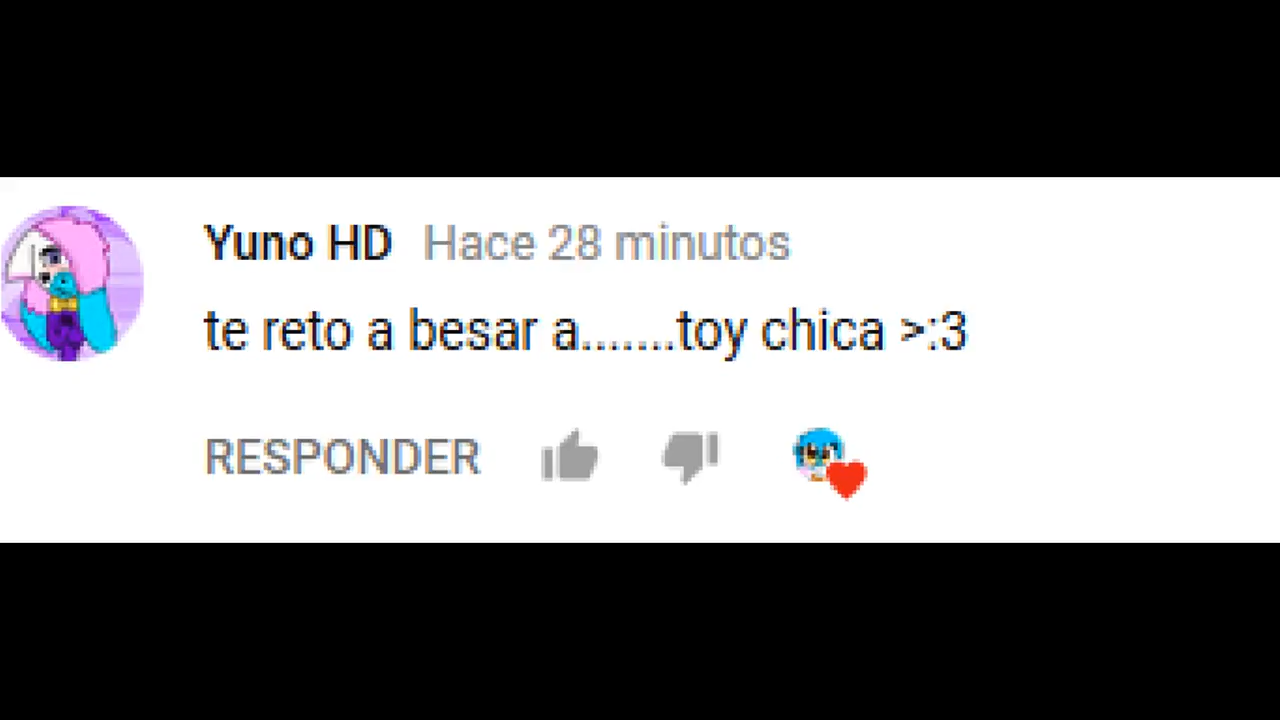 Yuno HD Hace 28 minutos
te reto a besar a.......toy chica >:3
RESPONDER